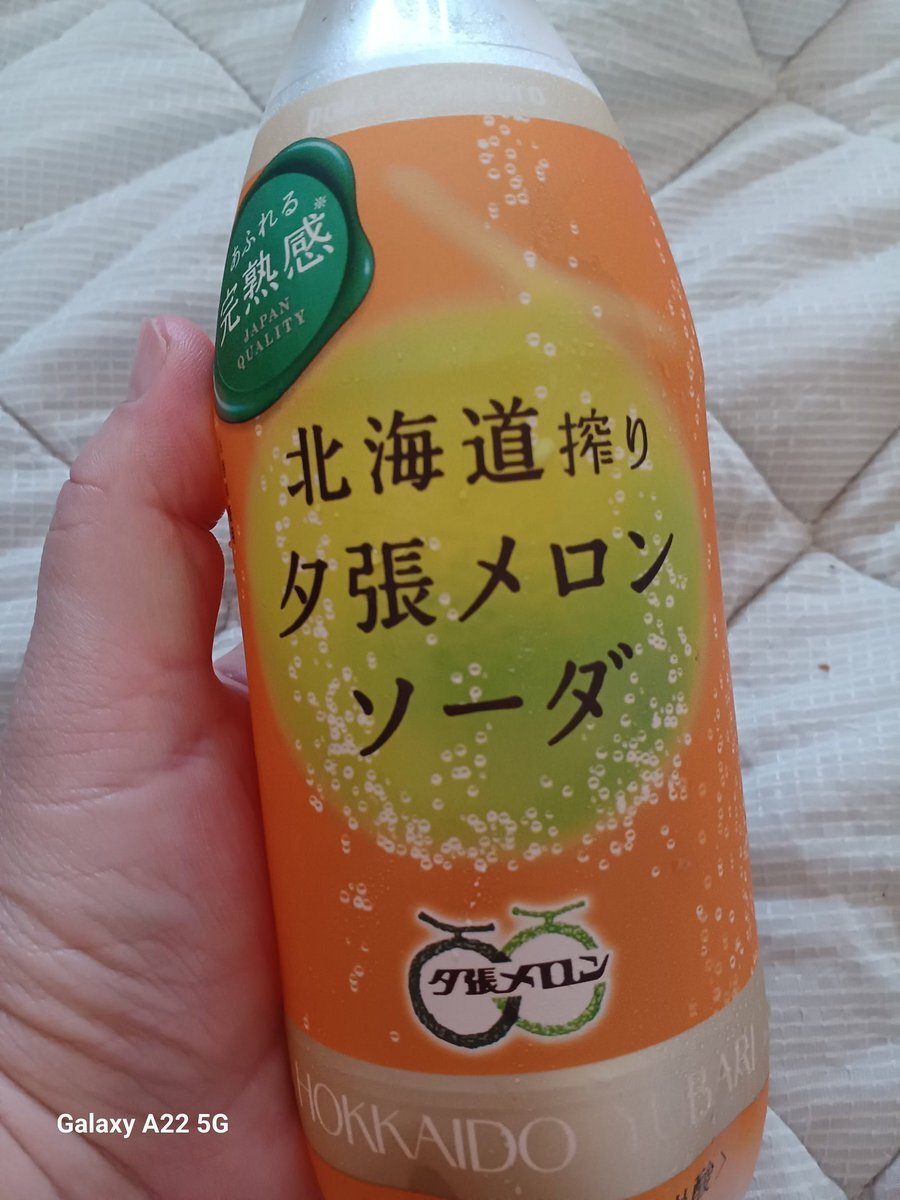 あふれる
完熟感※
JAPAN
QUALITY
北海道搾り
夕張メロン
ソーダ
夕張メロン
HOKKAIDO YUBARI
Galaxy A22 5G